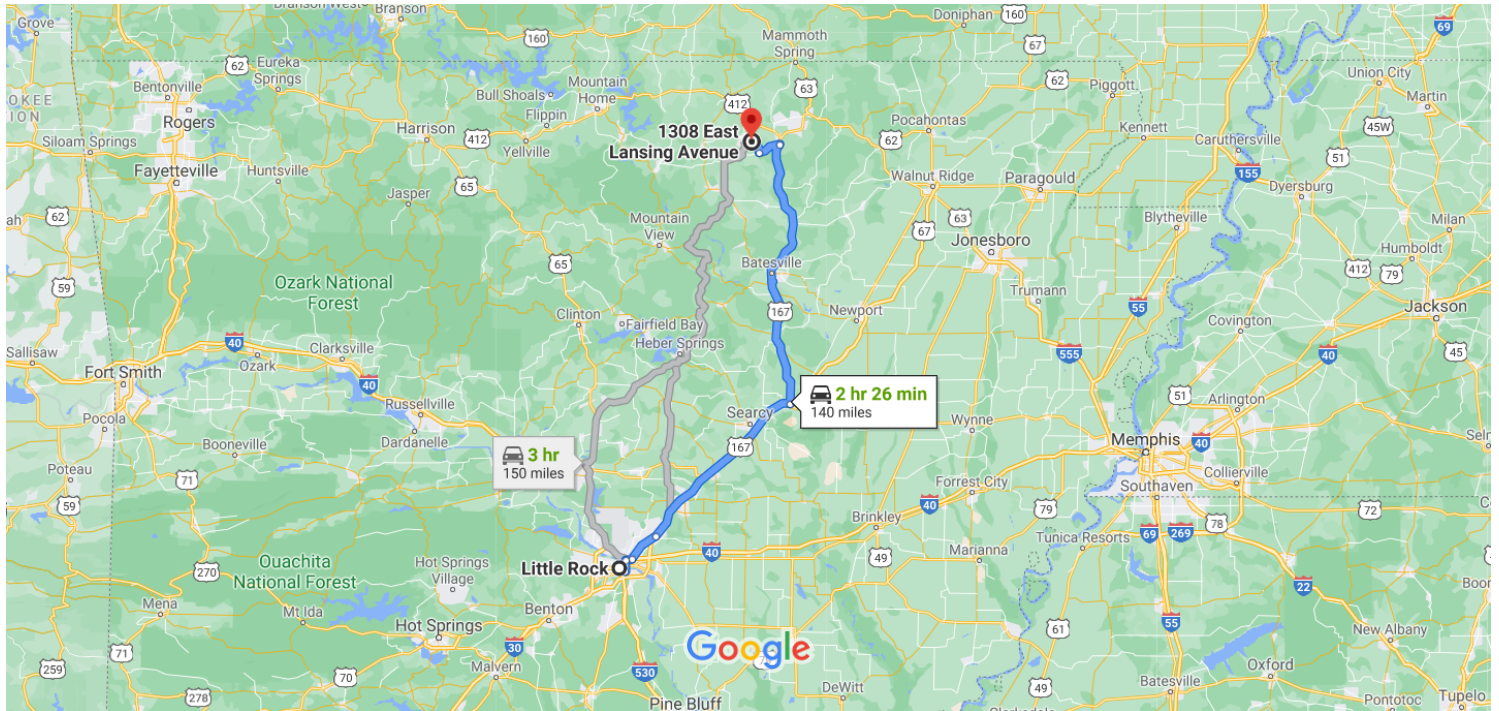 Grove
Branson West
Branson
160
Doniphan
160
69
62
Eureka
Springs
Mammoth
Spring
67
Union City
Bentonville
Bull Shoals
Mountain
Home
412
63
62
Piggott
Martin
Rogers
Flippin
Siloam Springs
Harrison
412
Yellville
1308 East
Lansing Avenue
62
Pocahontas
Kennett
Caruthersville
45W
51
Fayetteville
Huntsville
Jasper
65
Walnut Ridge
Paragould
155
Dyersburg
62
Mountain
View
63
67
Blytheville
Milan
59
65
Batesville
Jonesboro
412
79
Humboldt
Ozark National
Forest
167
Trumann
55
Jackson
Clinton
Fairfield Bay
Newport
Covington
Sallisaw
40
Clarksville
Heber Springs
555
40
45
Fort Smith
Ozark
40
Pocola
Russellville
2 hr 26 min
140 miles
51
Arlington
Dardanelle
Searcy
Wynne
Booneville
3 hr
150 miles
167
Memphis
40
Poteau
71
Collierville
59
Forrest City
Southaven
40
79
78
72
Brinkley
69
269
Ouachita
National Forest
Hot Springs
Village
Little Rock
40
49
Marianna
Tunica Resorts
270
22
Mena
Mt Ida
Benton
Hot Springs
55
61
New Albany
71
30
Google
259
70
Malvern
530
49
Oxford
Pontotoc
278
Pine Bluff
DeWitt
Batesville
Tupelo